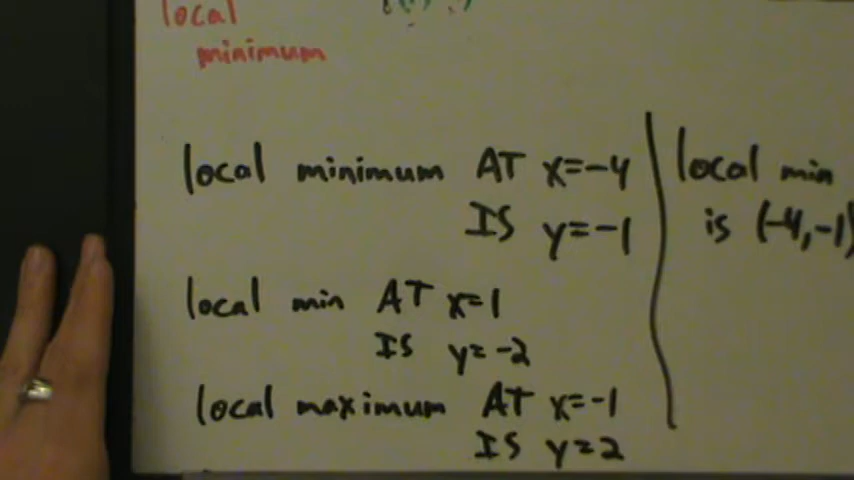 local
minimum
local minimum AT x=-4
IS y=-1
local min AT x=1
IS y=-2
local maximum AT x=-1
IS y=2
local min
is (-4,-1)